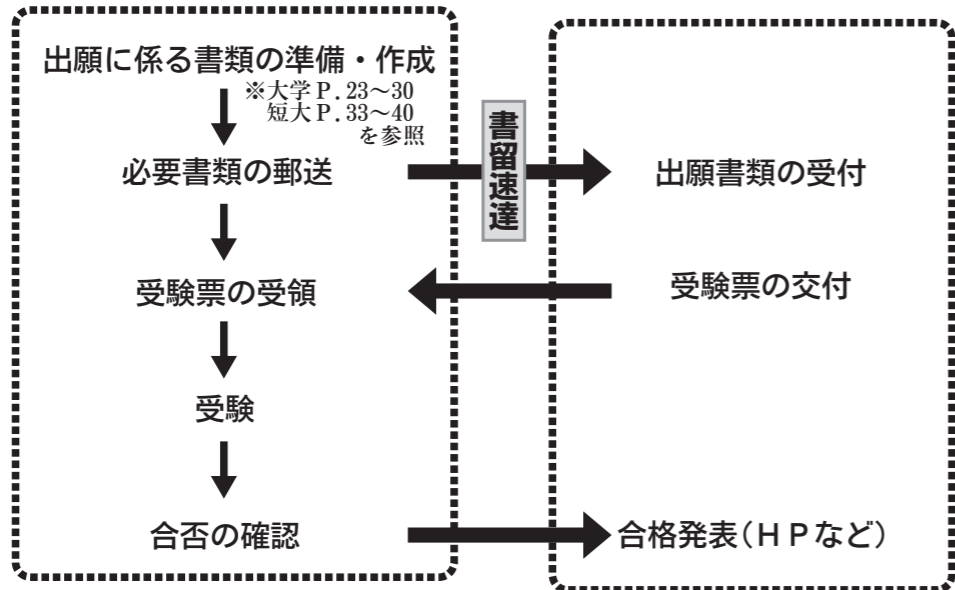 出願に係る書類の準備・作成
※大学P.23～30
短大P.33～40
を参照
必要書類の郵送
書留速達
出願書類の受付
受験票の受領
受験票の交付
受験
合否の確認
合格発表(HPなど)